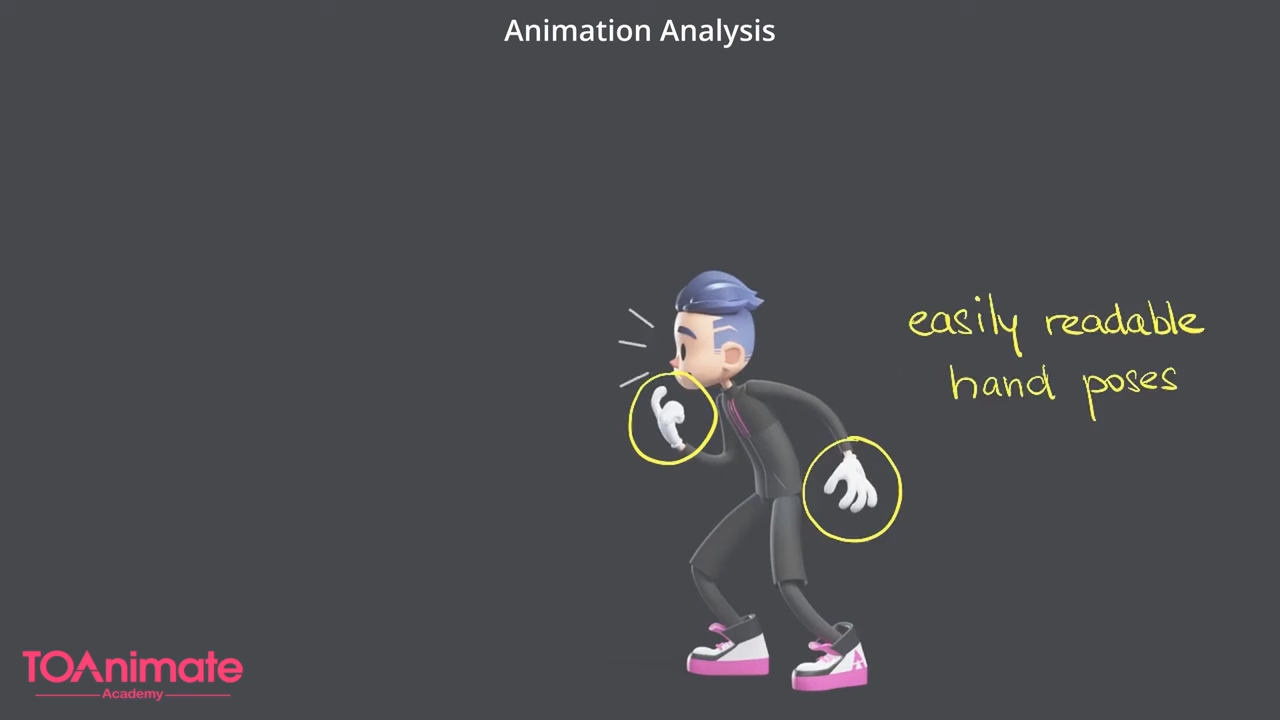 Animation Analysis
easily readable
hand poses
TOAnimate
Academy